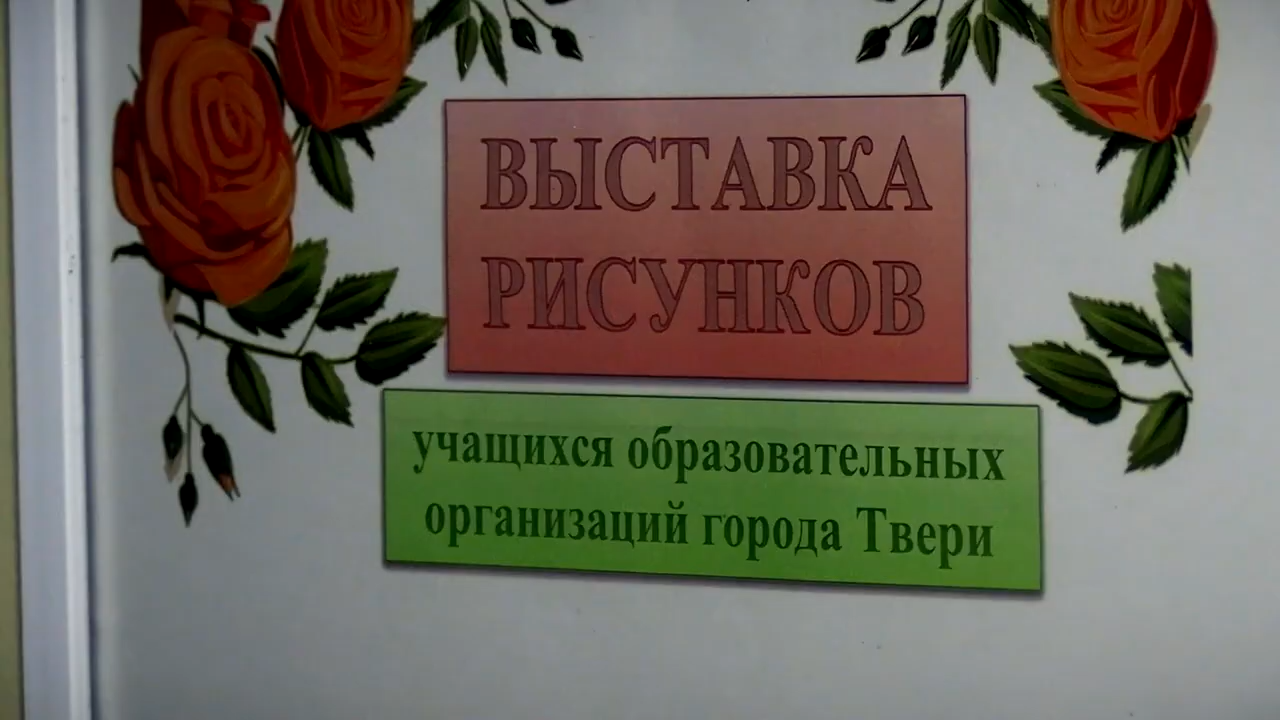 ВЫСТАВКА
РИСУНКОВ
учащихся образовательных
организаций города Твери